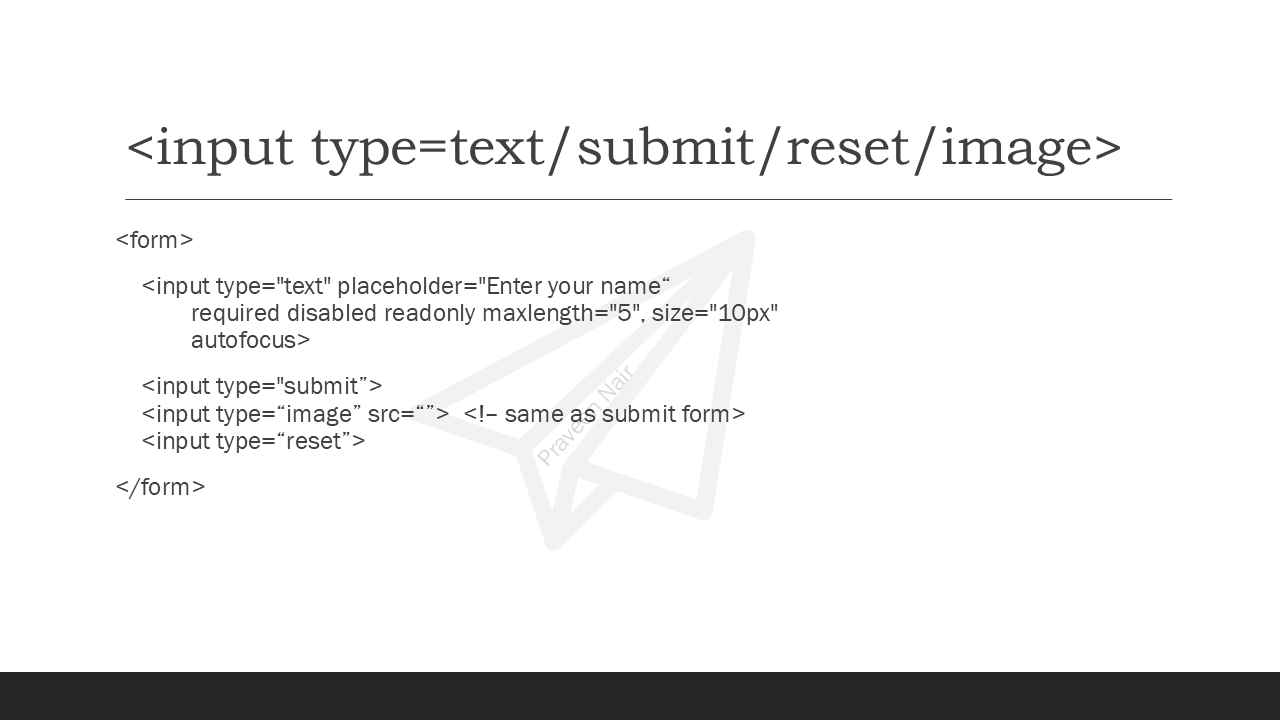 <input type=text/submit/reset/image>
<form>
<input type="text" placeholder="Enter your name“
required disabled readonly maxlength="5", size="10px"
autofocus>
<input type="submit”>
<input type=“image” src=“”> <!– same as submit form>
<input type=“reset”>
</form>
Praveen Nair